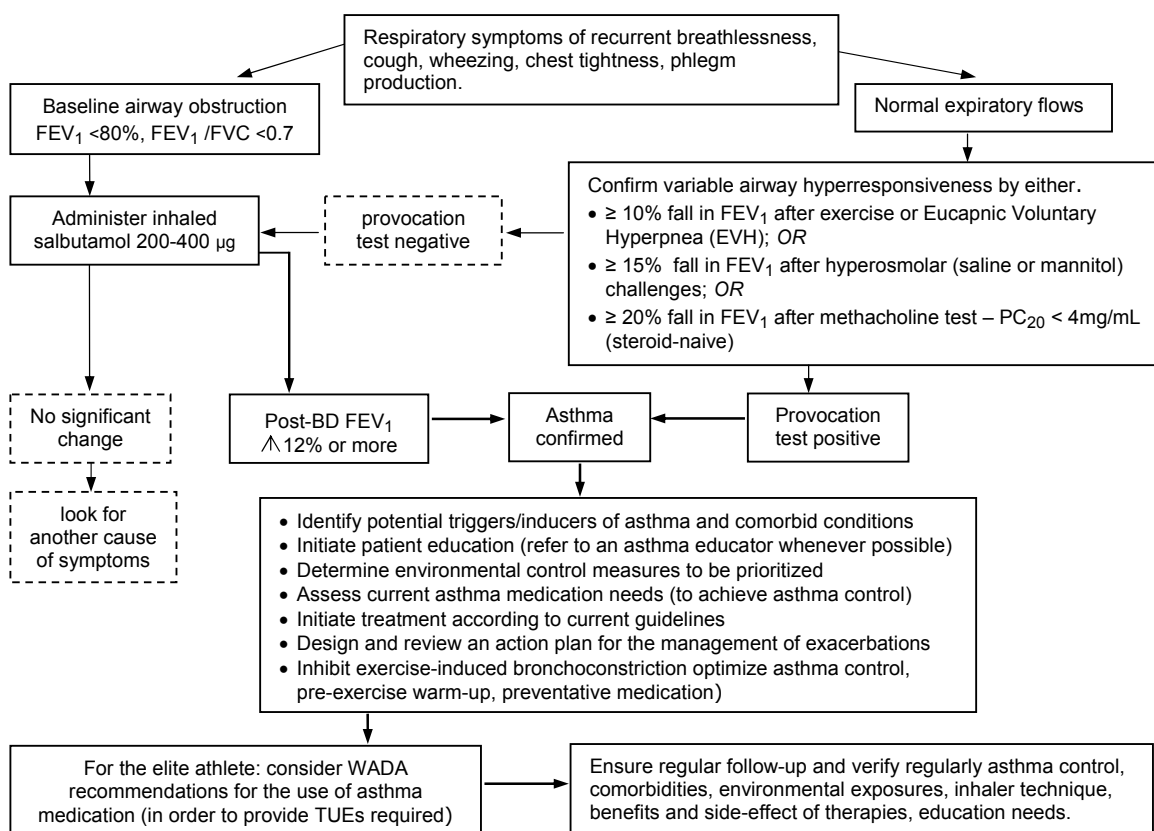 Respiratory symptoms of recurrent breathlessness,
cough, wheezing, chest tightness, phlegm
production.
Baseline airway obstruction
FEV₁ <80%, FEV₁ /FVC <0.7
Normal expiratory flows
Administer inhaled
salbutamol 200-400 µg
provocation
test negative
Confirm variable airway hyperresponsiveness by either.
• ≥ 10% fall in FEV₁ after exercise or Eucapnic Voluntary
Hyperpnea (EVH); OR
• ≥ 15% fall in FEV₁ after hyperosmolar (saline or mannitol)
challenges; OR
• ≥ 20% fall in FEV₁ after methacholine test – PC₂₀ < 4mg/mL
(steroid-naive)
No significant
change
Post-BD FEV₁
12% or more
Asthma
confirmed
Provocation
test positive
look for
another cause
of symptoms
• Identify potential triggers/inducers of asthma and comorbid conditions
• Initiate patient education (refer to an asthma educator whenever possible)
• Determine environmental control measures to be prioritized
• Assess current asthma medication needs (to achieve asthma control)
• Initiate treatment according to current guidelines
• Design and review an action plan for the management of exacerbations
• Inhibit exercise-induced bronchoconstriction optimize asthma control,
pre-exercise warm-up, preventative medication)
For the elite athlete: consider WADA
recommendations for the use of asthma
medication (in order to provide TUEs required)
Ensure regular follow-up and verify regularly asthma control,
comorbidities, environmental exposures, inhaler technique,
benefits and side-effect of therapies, education needs.